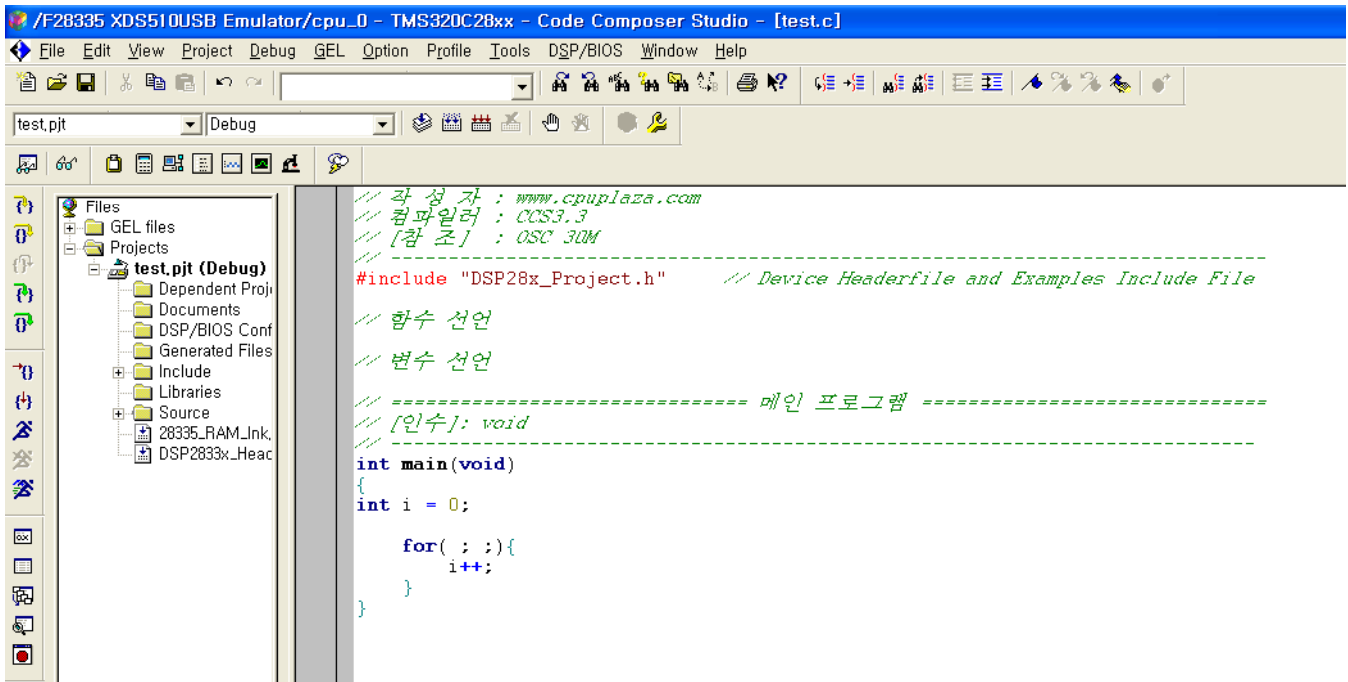 /F28335 XDS510USB Emulator/cpu_0 - TMS320C28xx - Code Composer Studio - [test.c]
File Edit View Project Debug GEL Option Profile Tools DSP/BIOS Window Help
test.pjt Debug
Files
GEL files
Projects
test.pjt (Debug)
Dependent Proj
Documents
DSP/BIOS Conf
Generated Files
Include
Libraries
Source
28335_RAM_lnk.
DSP2833x_Heac
// 작 성 자 : www.cpuplaza.com
// 컴파일러 : CCS3.3
// [참 조] : OSC 30M
// ----------------------------------------------------------------------------
#include "DSP28x_Project.h" // Device Headerfile and Examples Include File
// 함수 선언
// 변수 선언
// =============================== 메인 프로그램 ==============================
// [인수]: void
// ---------------------------------------------------------------------------
int main(void)
{
int i = 0;
for( ; ;){
i++;
}
}